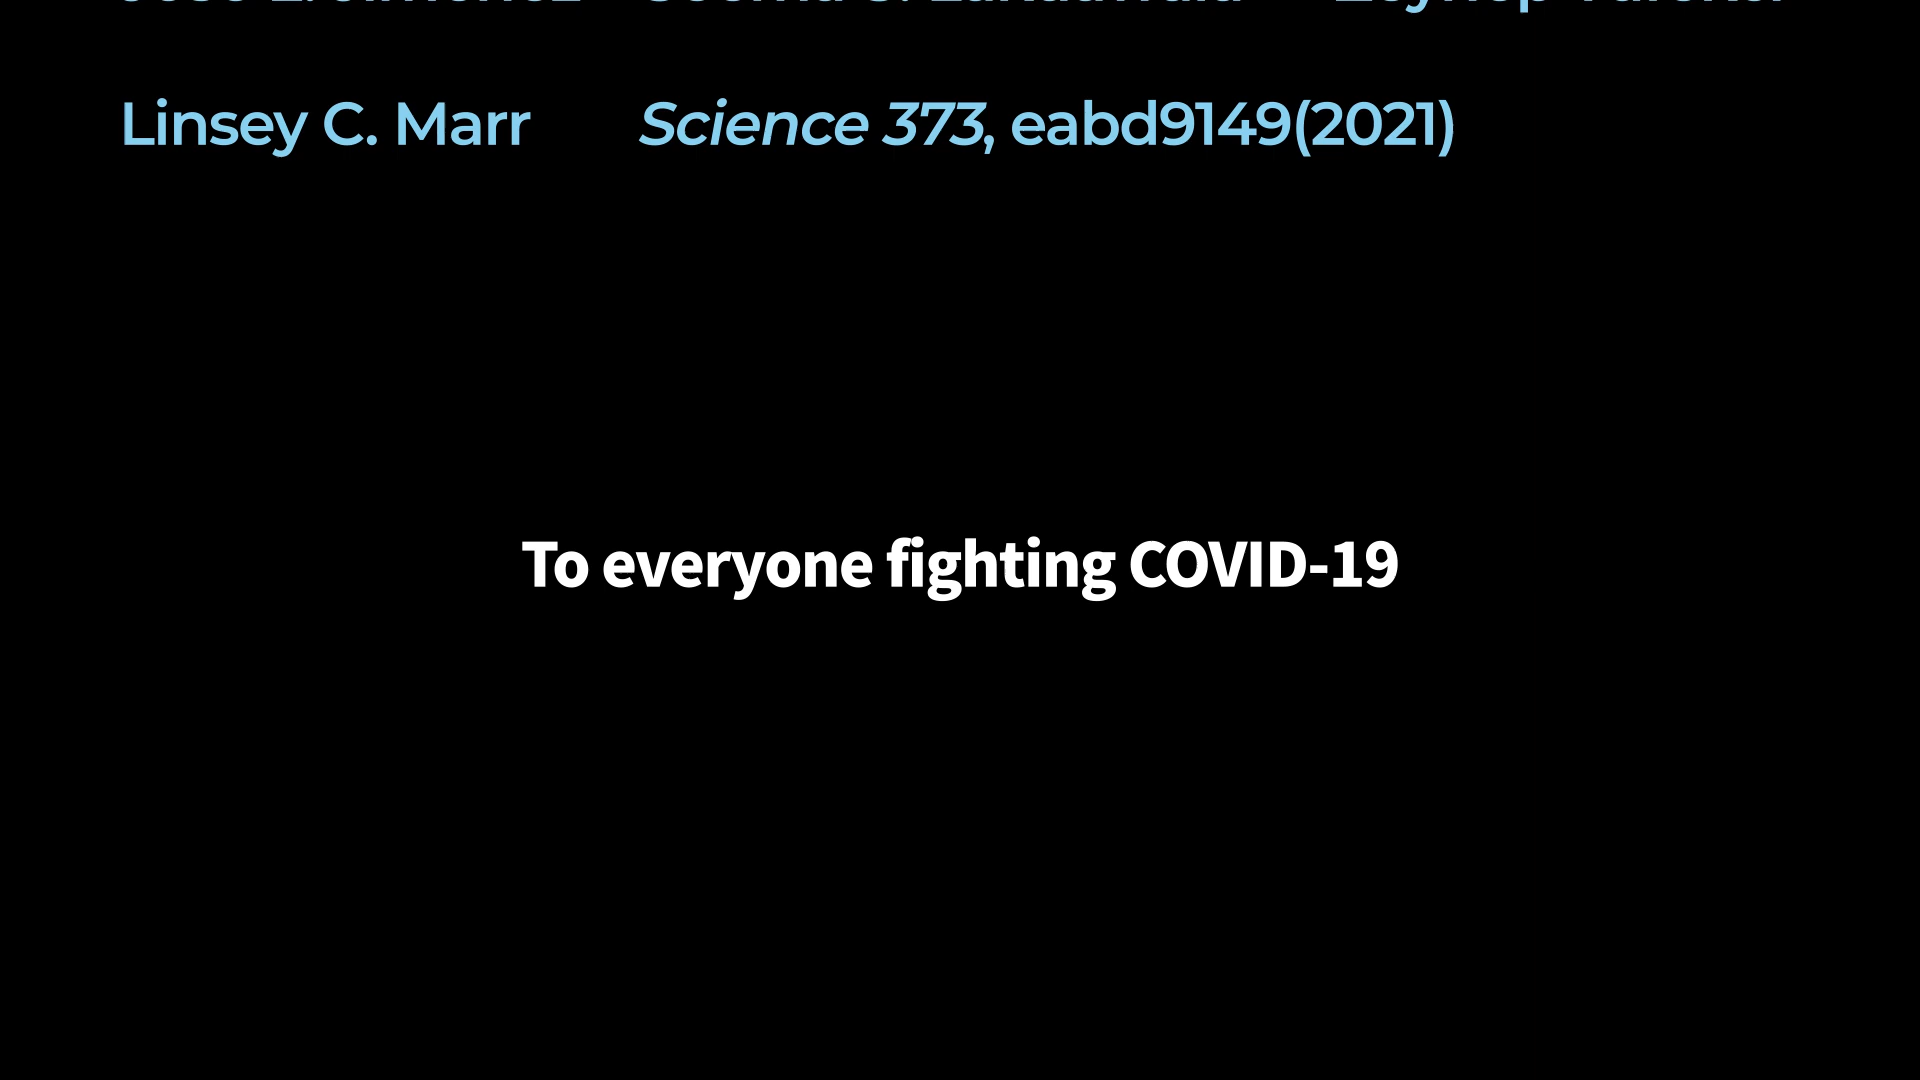 Linsey C. Marr Science 373, eabd9149(2021)
To everyone fighting COVID-19